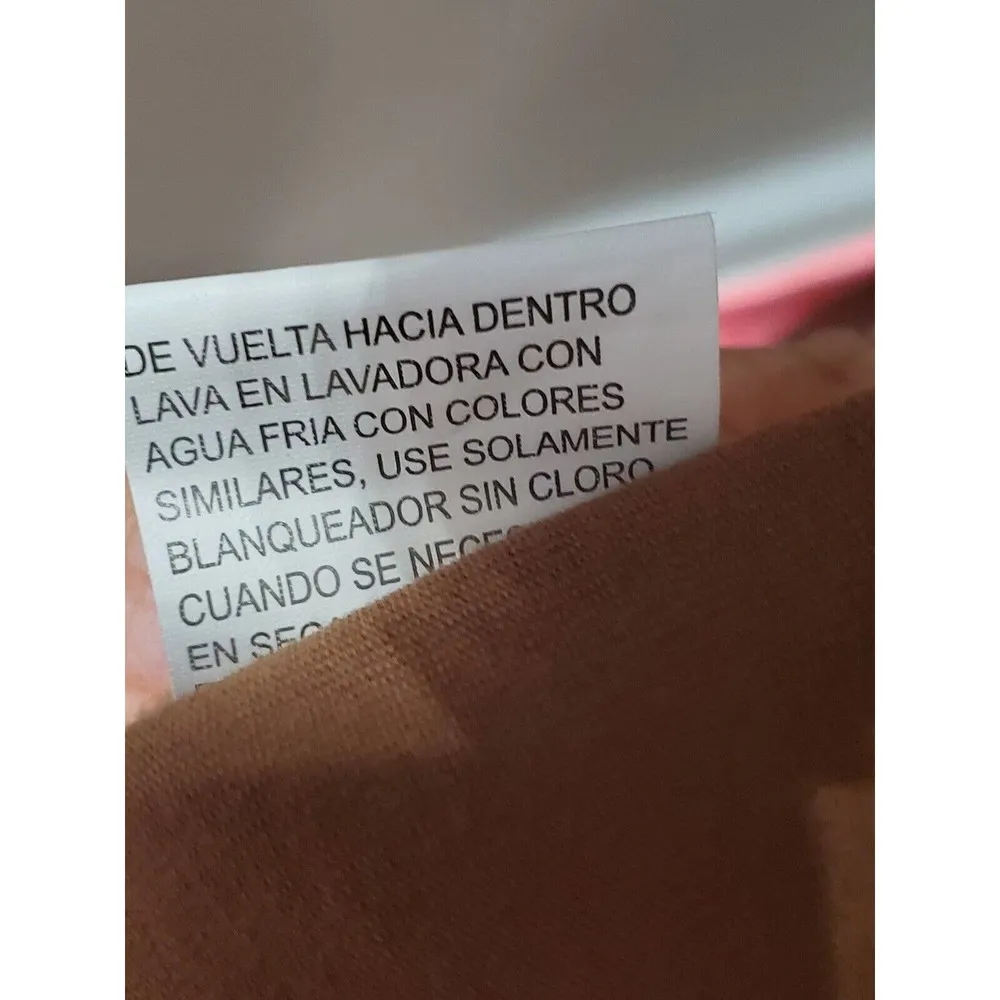 DE VUELTA HACIA DENTRO
LAVA EN LAVADORA CON
AGUA FRIA CON COLORES
SIMILARES, USE SOLAMENTE
BLANQUEADOR SIN CLORO
CUANDO SE
EN